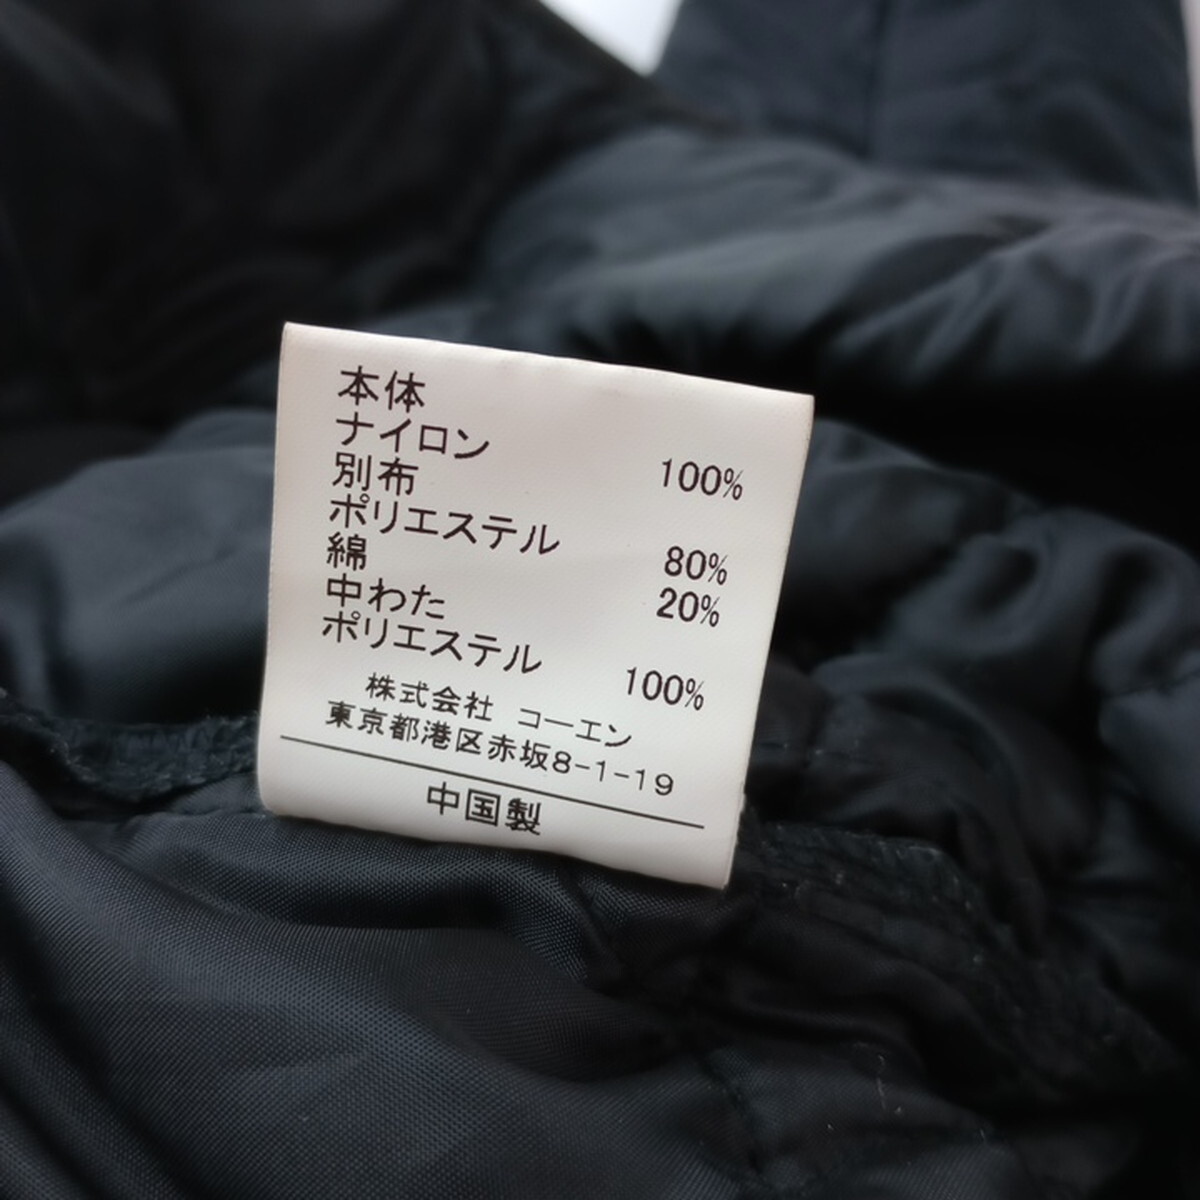 本体
ナイロン 100%
別布
ポリエステル 80%
綿 20%
中わた
ポリエステル 100%
株式会社 コーエン
東京都港区赤坂8-1-19
中国製